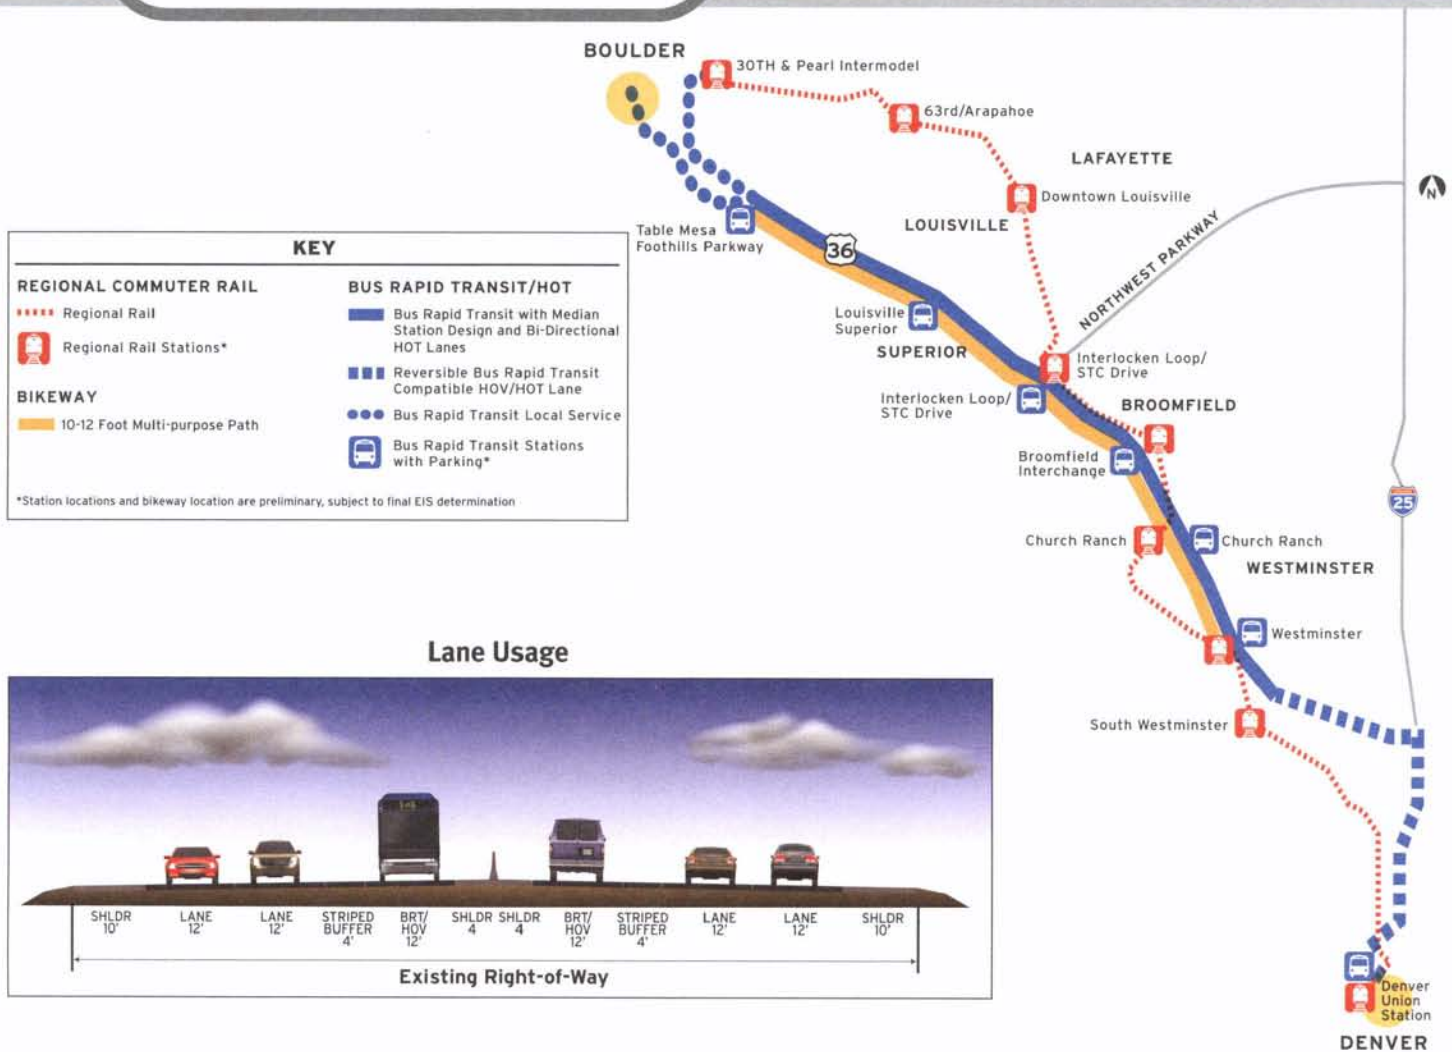 BOULDER
30TH & Pearl Intermodel
63rd/Arapahoe
LAFAYETTE
Downtown Louisville
N
LOUISVILLE
NORTHWEST PARKWAY
Table Mesa
Foothills Parkway
36
Louisville
Superior
SUPERIOR
Interlocken Loop/
STC Drive
Interlocken Loop/
STC Drive
BROOMFIELD
Broomfield
Interchange
25
Church Ranch
Church Ranch
WESTMINSTER
Westminster
South Westminster
Denver
Union
Station
DENVER
KEY
REGIONAL COMMUTER RAIL
Regional Rail
Regional Rail Stations*
BIKEWAY
10-12 Foot Multi-purpose Path
BUS RAPID TRANSIT/HOT
Bus Rapid Transit with Median
Station Design and Bi-Directional
HOT Lanes
Reversible Bus Rapid Transit
Compatible HOV/HOT Lane
Bus Rapid Transit Local Service
Bus Rapid Transit Stations
with Parking*
*Station locations and bikeway location are preliminary, subject to final EIS determination
Lane Usage
SHLDR
10'
LANE
12'
LANE
12'
STRIPED
BUFFER
4'
BRT/
HOV
12'
SHLDR
4
SHLDR
4
BRT/
HOV
12'
STRIPED
BUFFER
4'
LANE
12'
LANE
12'
SHLDR
10'
Existing Right-of-Way